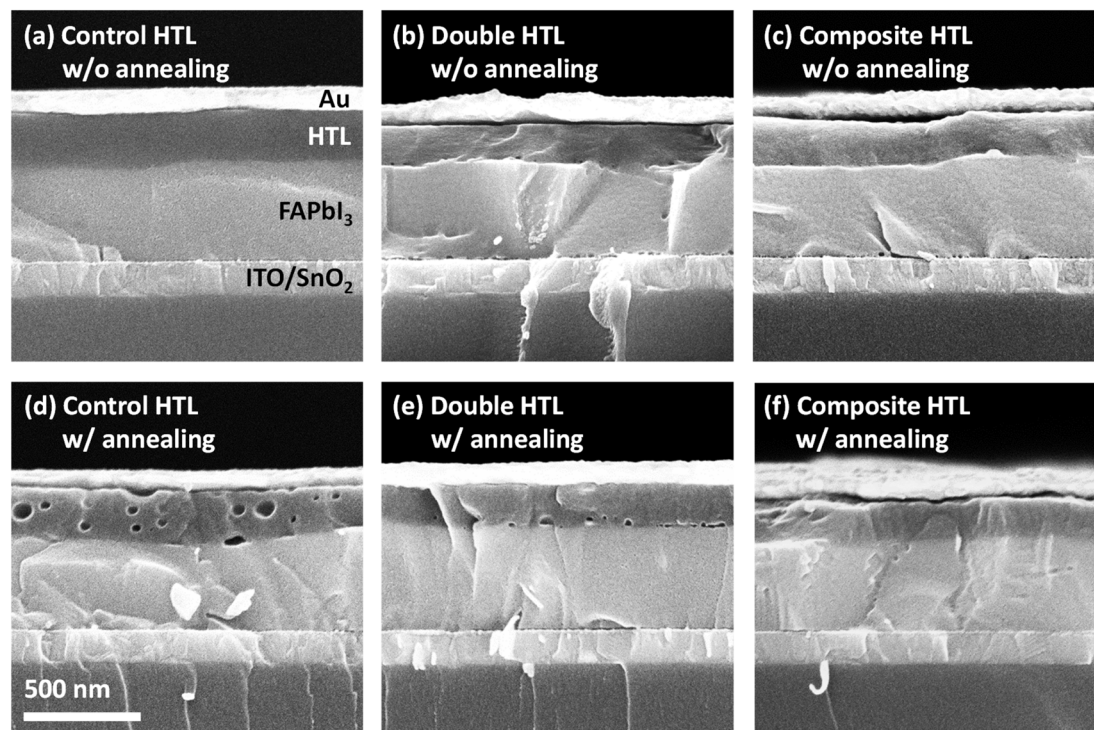 (a) Control HTL
w/o annealing
Au
HTL
FAPbI₃
ITO/SnO₂
(b) Double HTL
w/o annealing
(c) Composite HTL
w/o annealing
(d) Control HTL
w/ annealing
500 nm
(e) Double HTL
w/ annealing
(f) Composite HTL
w/ annealing